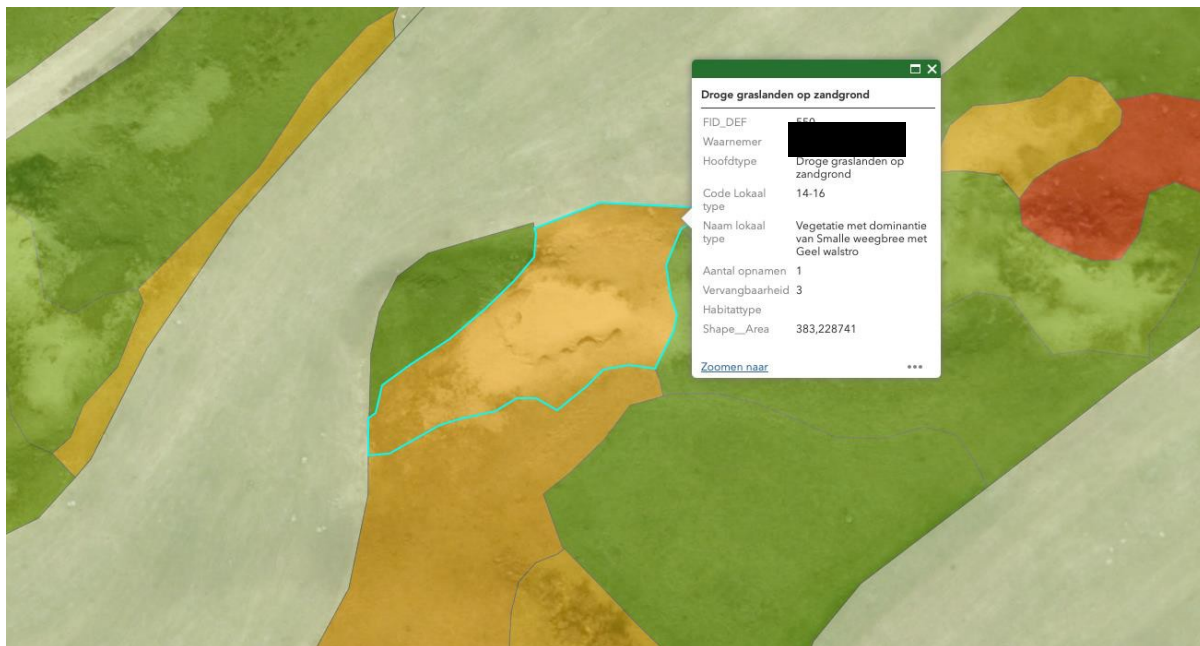 Droge graslanden op zandgrond
FID_DEF
Waarnemer
Hoofdtype Droge graslanden op
zandgrond
Code Lokaal 14-16
type
Naam lokaal Vegetatie met dominantie
type van Smalle weegbree met
Geel walstro
Aantal opnamen 1
Vervangbaarheid 3
Habitattype
Shape__Area 383,228741
Zoomen naar